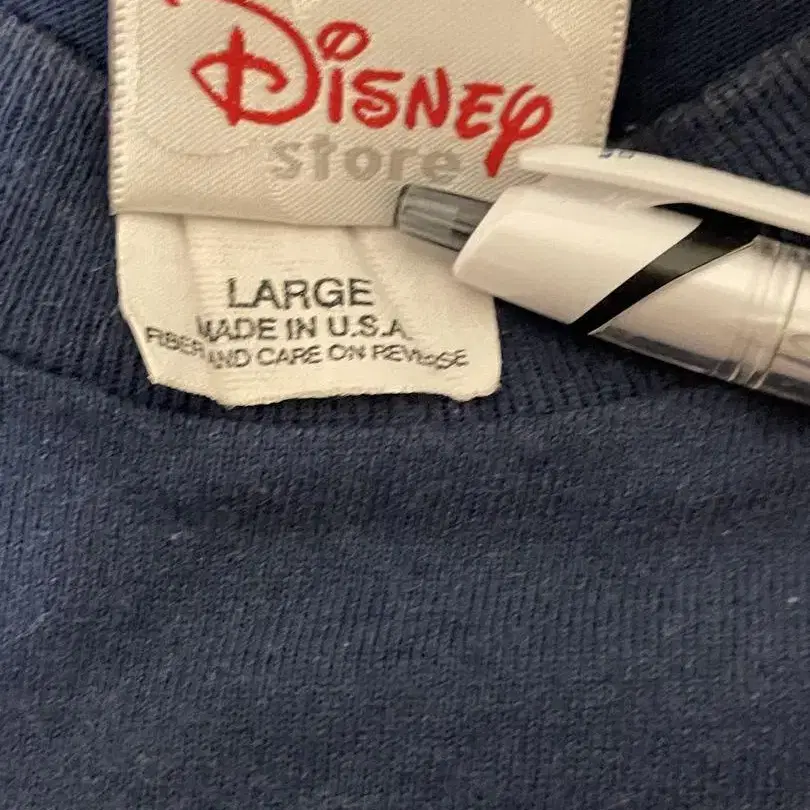 Disney
store
LARGE
MADE IN U.S.A.
FIBER AND CARE ON REVERSE